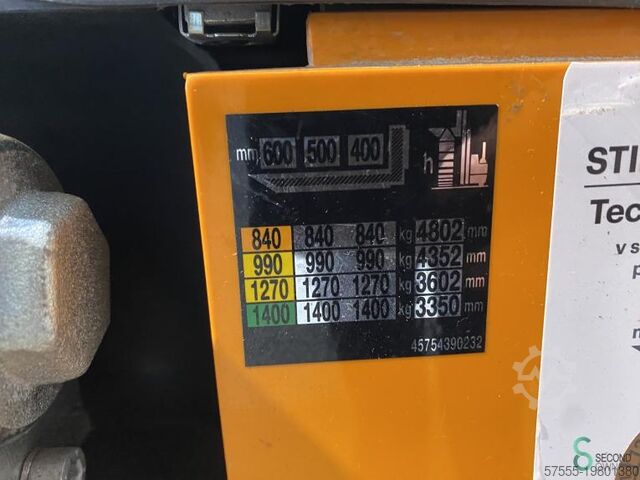 mm 600 500 400 h
840 840 840 kg 4802 mm
990 990 990 kg 4352 mm
1270 1270 1270 kg 3602 mm
1400 1400 1400 kg 3350 mm
45754390232
STI
Tec
v s
p
SECOND
57555-19801380